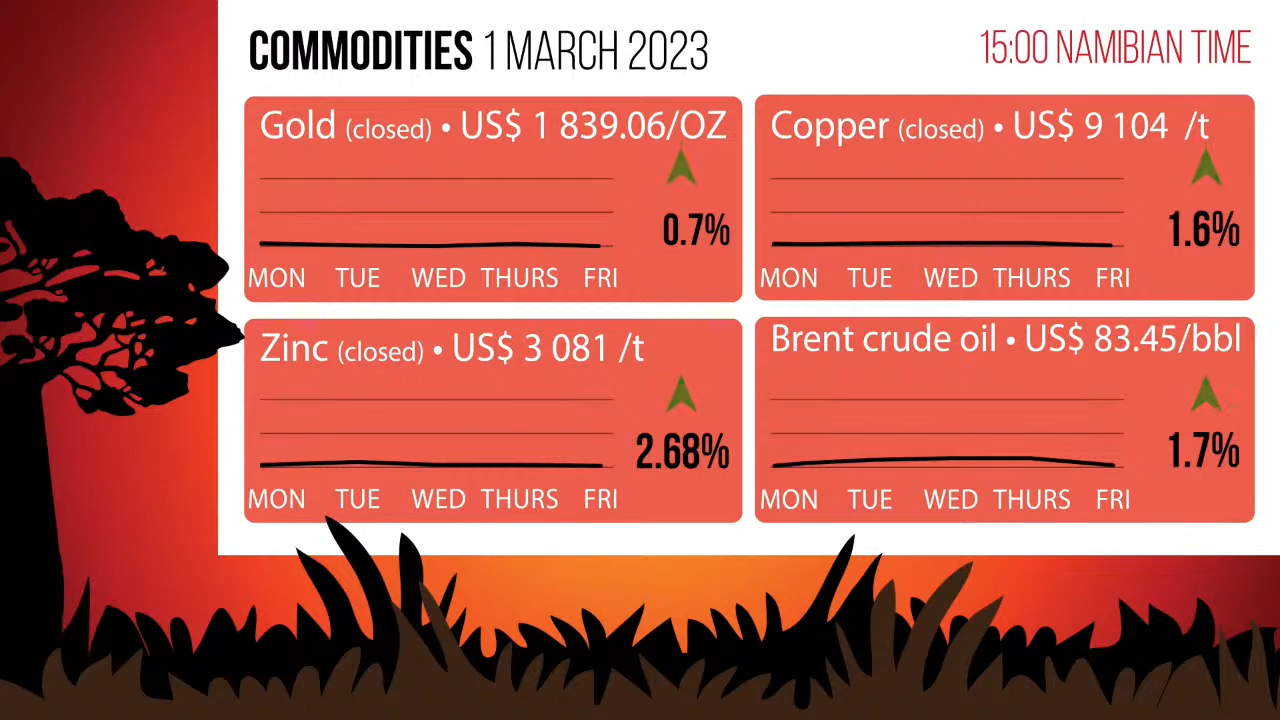 COMMODITIES 1 MARCH 2023
15:00 NAMIBIAN TIME
Gold (closed) • US$ 1 839.06/OZ
0.7%
MON TUE WED THURS FRI
Copper (closed) • US$ 9 104 /t
1.6%
MON TUE WED THURS FRI
Zinc (closed) • US$ 3 081 /t
2.68%
MON TUE WED THURS FRI
Brent crude oil • US$ 83.45/bbl
1.7%
MON TUE WED THURS FRI